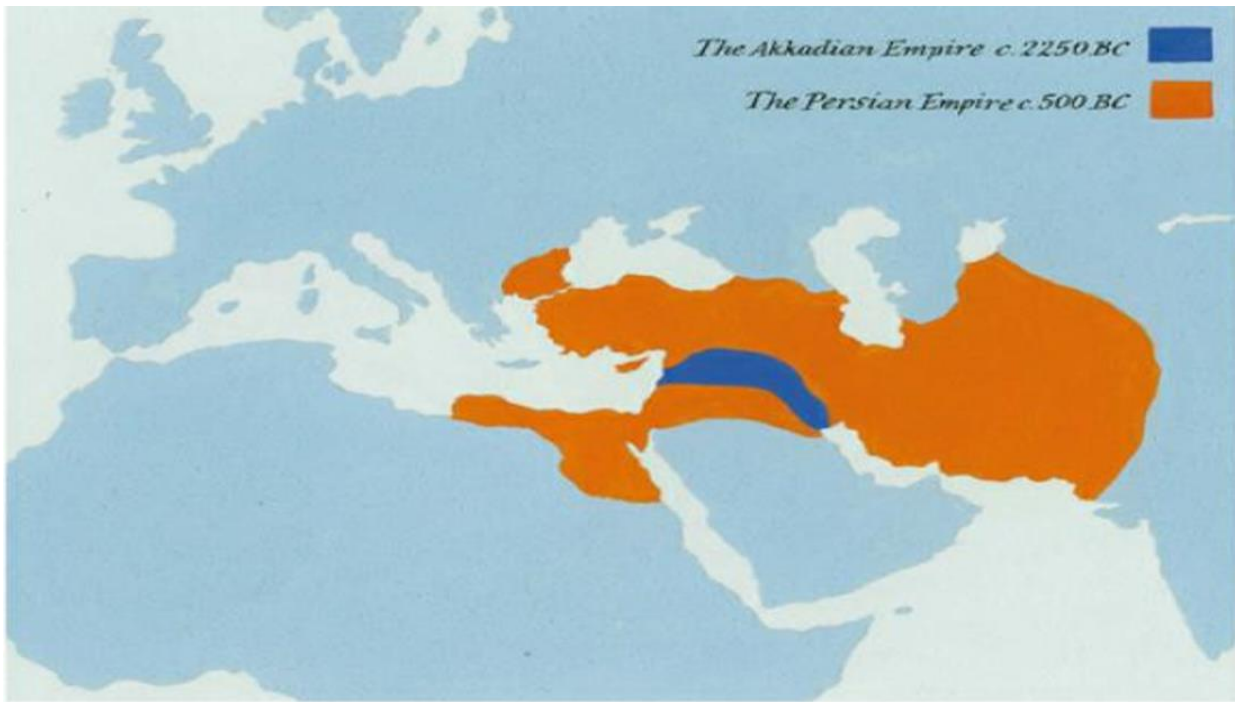 The Akkadian Empire c. 2250 BC
The Persian Empire c. 500 BC